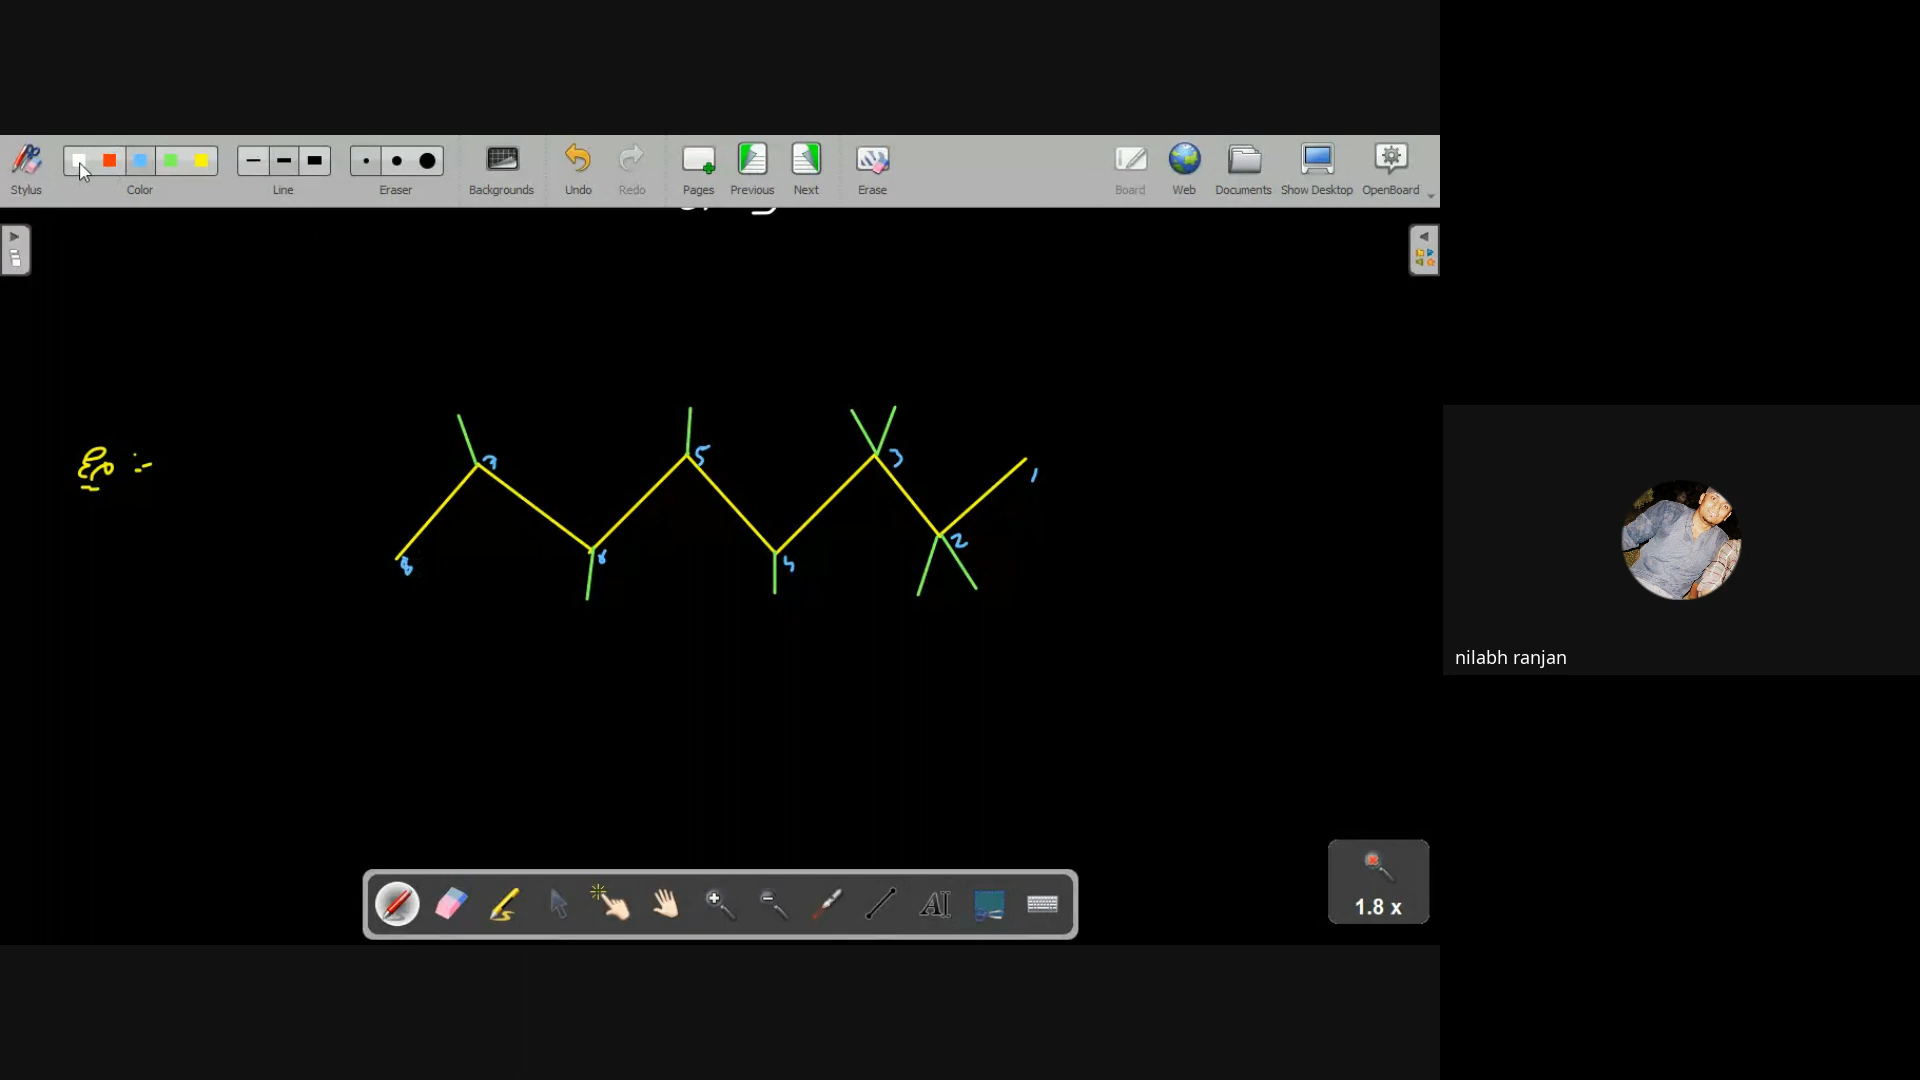 Stylus
Color
Line
Eraser
Backgrounds
Undo
Redo
Pages
Previous
Next
Erase
Board
Web
Documents
Show Desktop
OpenBoard
7
5
3
1
8
6
4
2
AI
1.8 x
nilabh ranjan